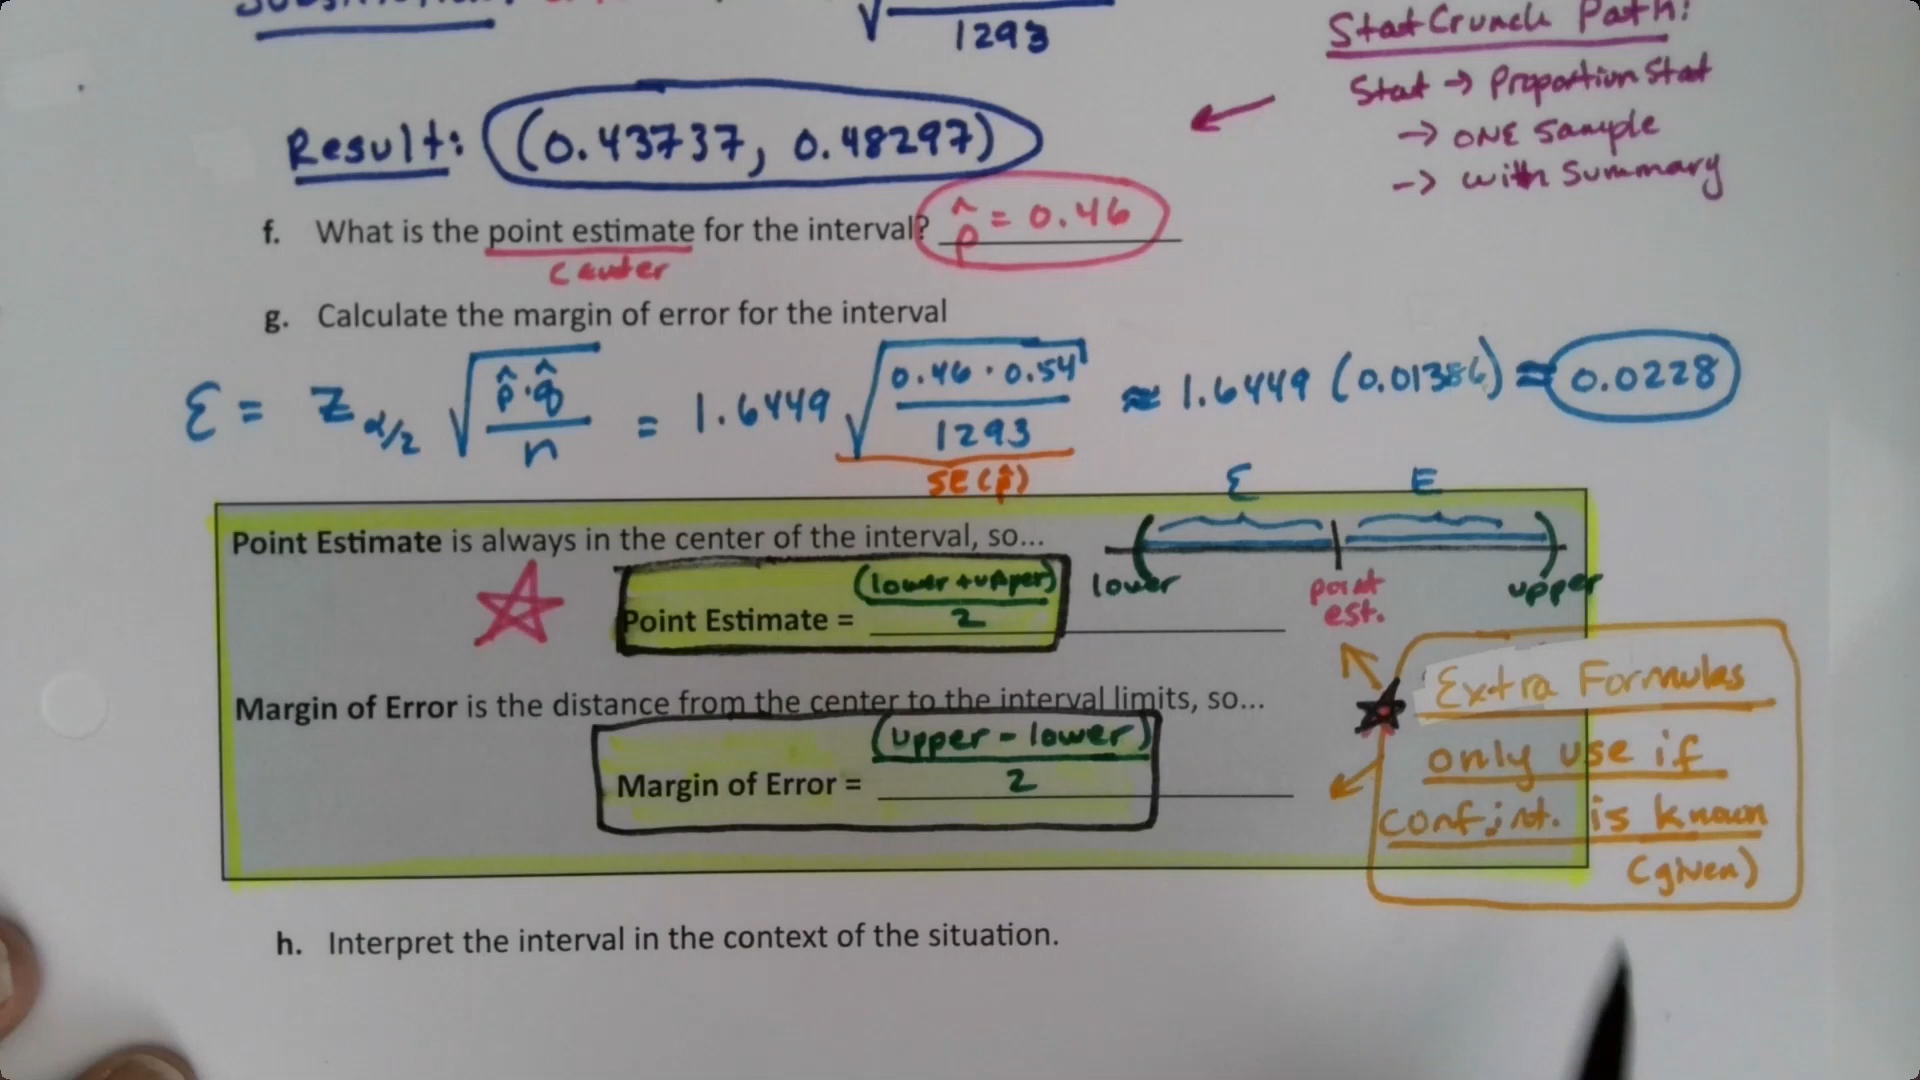 1293
StatCrunch Path:
Stat → Proportion Stat
→ ONE Sample
→ with Summary
Result: (0.43737, 0.48297)
f. What is the point estimate for the interval? p̂ = 0.46
center
g. Calculate the margin of error for the interval
ε = z α/2 √(p̂·q̂ / n) = 1.6449 √(0.46 · 0.54 / 1293) ≈ 1.6449 (0.01386) ≈ 0.0228
SE(p̂)
ε E
Point Estimate is always in the center of the interval, so...
lower point est. upper
Point Estimate = (lower + upper) / 2
Extra Formulas
Margin of Error is the distance from the center to the interval limits, so...
only use if
Margin of Error = (upper - lower) / 2
conf. int. is known
(given)
h. Interpret the interval in the context of the situation.